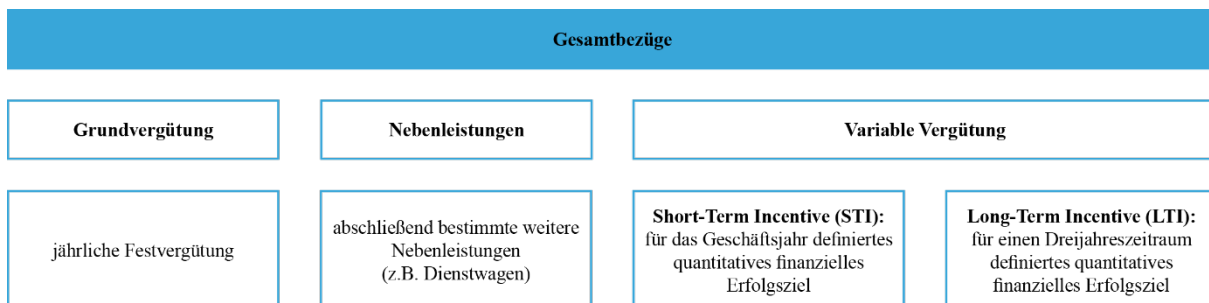 Gesamtbezüge
Grundvergütung
Nebenleistungen
Variable Vergütung
jährliche Festvergütung
abschließend bestimmte weitere
Nebenleistungen
(z.B. Dienstwagen)
Short-Term Incentive (STI):
für das Geschäftsjahr definiertes
quantitatives finanzielles
Erfolgsziel
Long-Term Incentive (LTI):
für einen Dreijahreszeitraum
definiertes quantitatives
finanzielles Erfolgsziel